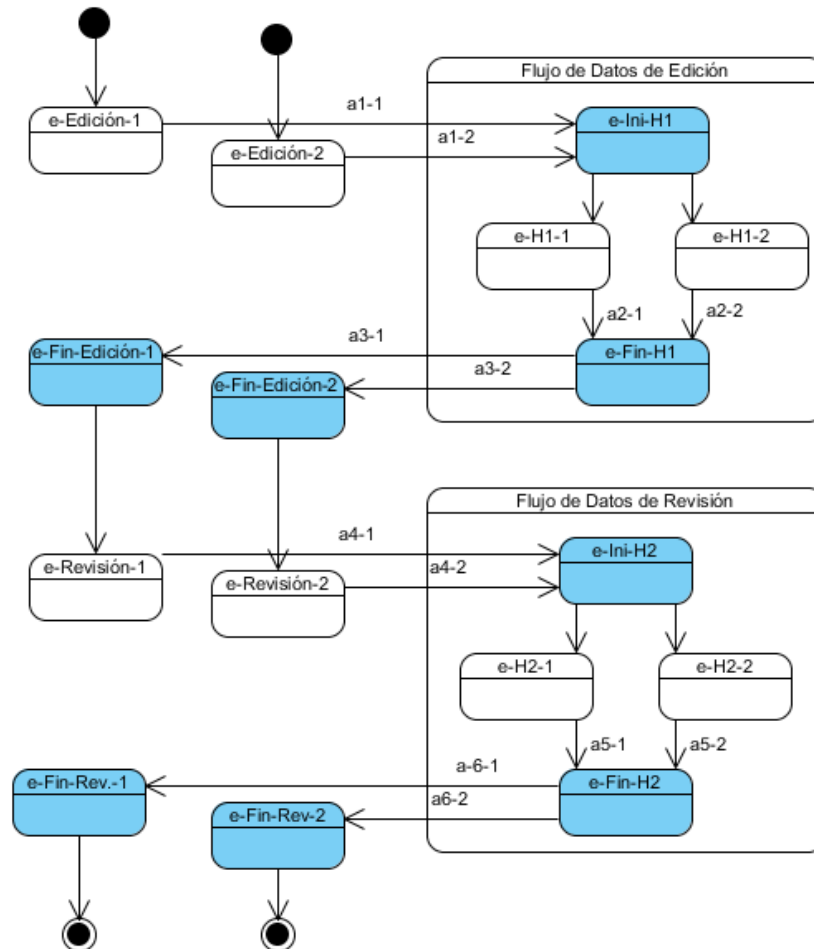 Flujo de Datos de Edición
a1-1
e-Edición-1
e-Ini-H1
a1-2
e-Edición-2
e-H1-1
e-H1-2
a2-1
a2-2
a3-1
e-Fin-Edición-1
e-Fin-H1
a3-2
e-Fin-Edición-2
Flujo de Datos de Revisión
a4-1
e-Ini-H2
e-Revisión-1
a4-2
e-Revisión-2
e-H2-1
e-H2-2
a5-1
a5-2
a-6-1
e-Fin-Rev.-1
e-Fin-H2
a6-2
e-Fin-Rev-2